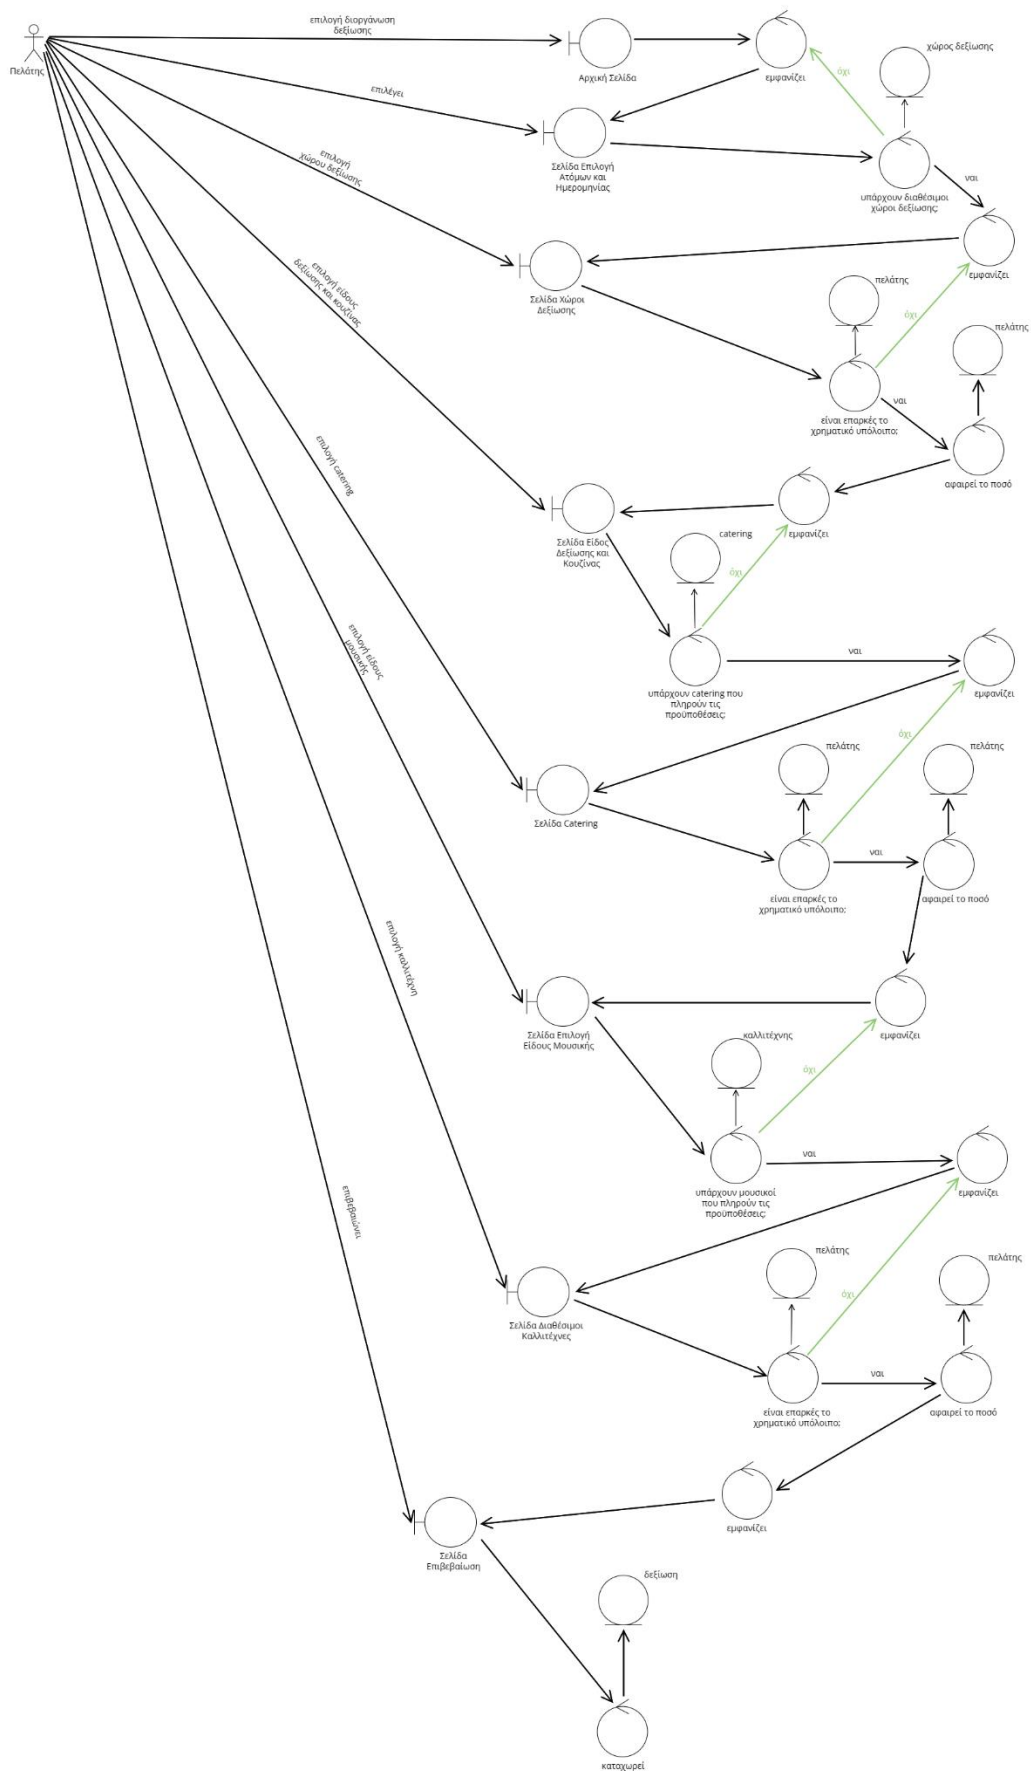 επιλογή διοργάνωση
δεξίωσης
Πελάτης
Αρχική Σελίδα
εμφανίζει
χώρος δεξίωσης
όχι
επιλέγει
Σελίδα Επιλογή
Ατόμων και
Ημερομηνίας
υπάρχουν διαθέσιμοι
χώροι δεξίωσης;
ναι
επιλογή
χώρου δεξίωσης
εμφανίζει
Σελίδα Χώροι
Δεξίωσης
πελάτης
όχι
πελάτης
επιλογή είδους
δεξίωσης και κουζίνας
είναι επαρκές το
χρηματικό υπόλοιπο;
ναι
αφαιρεί το ποσό
επιλογή catering
εμφανίζει
Σελίδα Είδος
Δεξίωσης και
Κουζίνας
catering
όχι
υπάρχουν catering που
πληρούν τις
προϋποθέσεις;
ναι
εμφανίζει
επιλογή είδους
μουσικής
όχι
πελάτης
πελάτης
Σελίδα Catering
είναι επαρκές το
χρηματικό υπόλοιπο;
ναι
αφαιρεί το ποσό
επιλογή καλλιτέχνη
Σελίδα Επιλογή
Είδους Μουσικής
εμφανίζει
καλλιτέχνης
όχι
υπάρχουν μουσικοί
που πληρούν τις
προϋποθέσεις;
ναι
εμφανίζει
επιβεβαιώνει
πελάτης
πελάτης
όχι
Σελίδα Διαθέσιμοι
Καλλιτέχνες
είναι επαρκές το
χρηματικό υπόλοιπο;
ναι
αφαιρεί το ποσό
εμφανίζει
Σελίδα
Επιβεβαίωση
δεξίωση
καταχωρεί